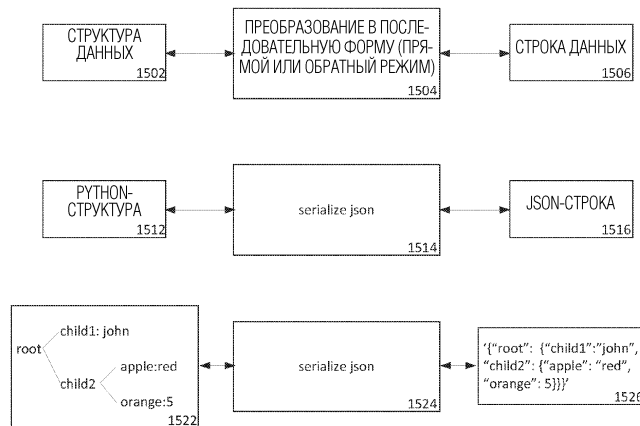 СТРУКТУРА
ДАННЫХ
1502
ПРЕОБРАЗОВАНИЕ В ПОСЛЕ-
ДОВАТЕЛЬНУЮ ФОРМУ (ПРЯ-
МОЙ ИЛИ ОБРАТНЫЙ РЕЖИМ)
1504
СТРОКА ДАННЫХ
1506
PYTHON-
СТРУКТУРА
1512
serialize json
1514
JSON-СТРОКА
1516
root
child1: john
child2
apple:red
orange:5
1522
serialize json
1524
‘{“root”: {“child1”:“john”,
“child2”: {“apple”: “red”,
“orange”: 5}}}’
1526